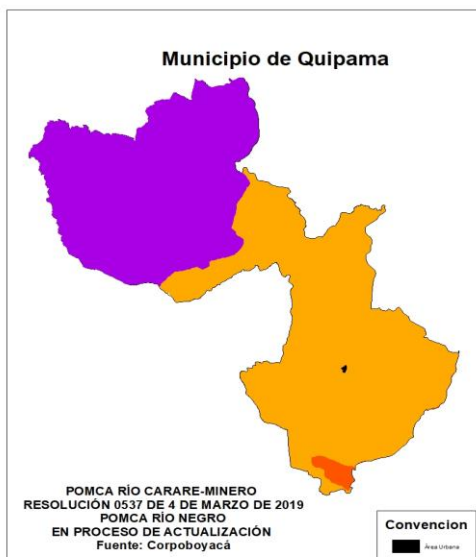 Municipio de Quipama
POMCA RÍO CARARE-MINERO
RESOLUCIÓN 0537 DE 4 DE MARZO DE 2019
POMCA RÍO NEGRO
EN PROCESO DE ACTUALIZACIÓN
Fuente: Corpoboyacá
Convencion
Área Urbana